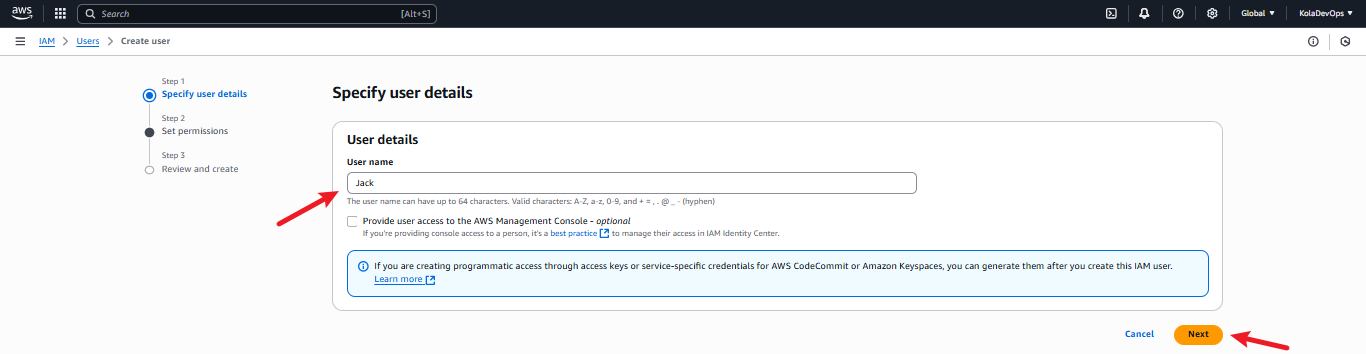 aws
Search
[Alt+S]
Global ▼
KolaDevOps ▼
IAM > Users > Create user
Step 1
Specify user details
Step 2
Set permissions
Step 3
Review and create
Specify user details
User details
User name
Jack
The user name can have up to 64 characters. Valid characters: A-Z, a-z, 0-9, and + = , . @ _ - (hyphen)
Provide user access to the AWS Management Console - optional
If you're providing console access to a person, it's a best practice to manage their access in IAM Identity Center.
If you are creating programmatic access through access keys or service-specific credentials for AWS CodeCommit or Amazon Keyspaces, you can generate them after you create this IAM user.
Learn more
Cancel
Next